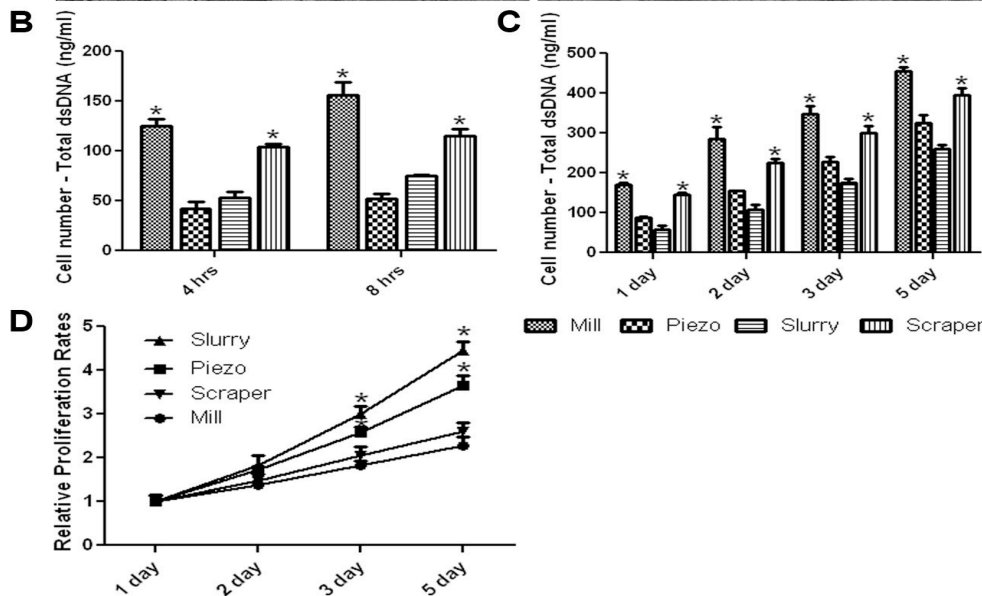 B
Cell number - Total dsDNA (ng/ml)
200
150
100
50
0
* * * *
4 hrs 8 hrs
C
Cell number - Total dsDNA (ng/ml)
500
400
300
200
100
0
* * * * * * * *
1 day 2 day 3 day 5 day
Mill Piezo Slurry Scraper
D
Relative Proliferation Rates
5
4
3
2
1
0
Slurry
Piezo
Scraper
Mill
* * * *
1 day 2 day 3 day 5 day